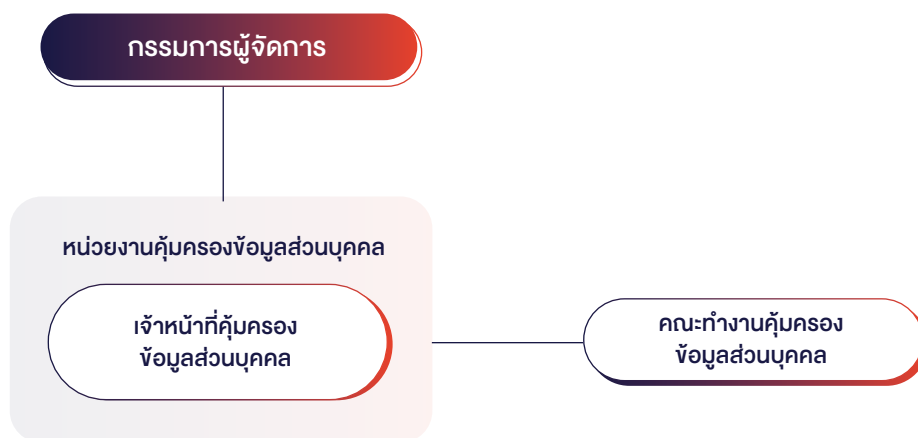 กรรมการผู้จัดการ
หน่วยงานคุ้มครองข้อมูลส่วนบุคคล
เจ้าหน้าที่คุ้มครอง
ข้อมูลส่วนบุคคล
คณะทำงานคุ้มครอง
ข้อมูลส่วนบุคคล